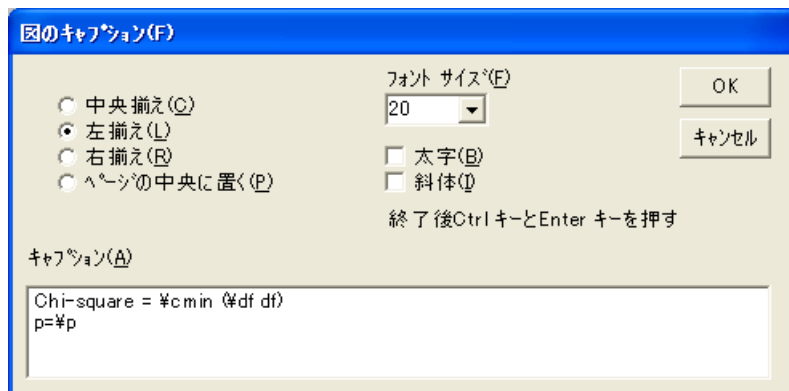 図のｷｬﾌﾟｼｮﾝ(F)
中央揃え(C)
左揃え(L)
右揃え(R)
ﾍﾟｰｼﾞの中央に置く(P)
ﾌｫﾝﾄ ｻｲｽﾞ(F)
20
太字(B)
斜体(I)
終了後CtrlｷｰとEnter ｷｰを押す
OK
ｷｬﾝｾﾙ
ｷｬﾌﾟｼｮﾝ(A)
Chi-square = ¥cmin (¥df df)
p=¥p